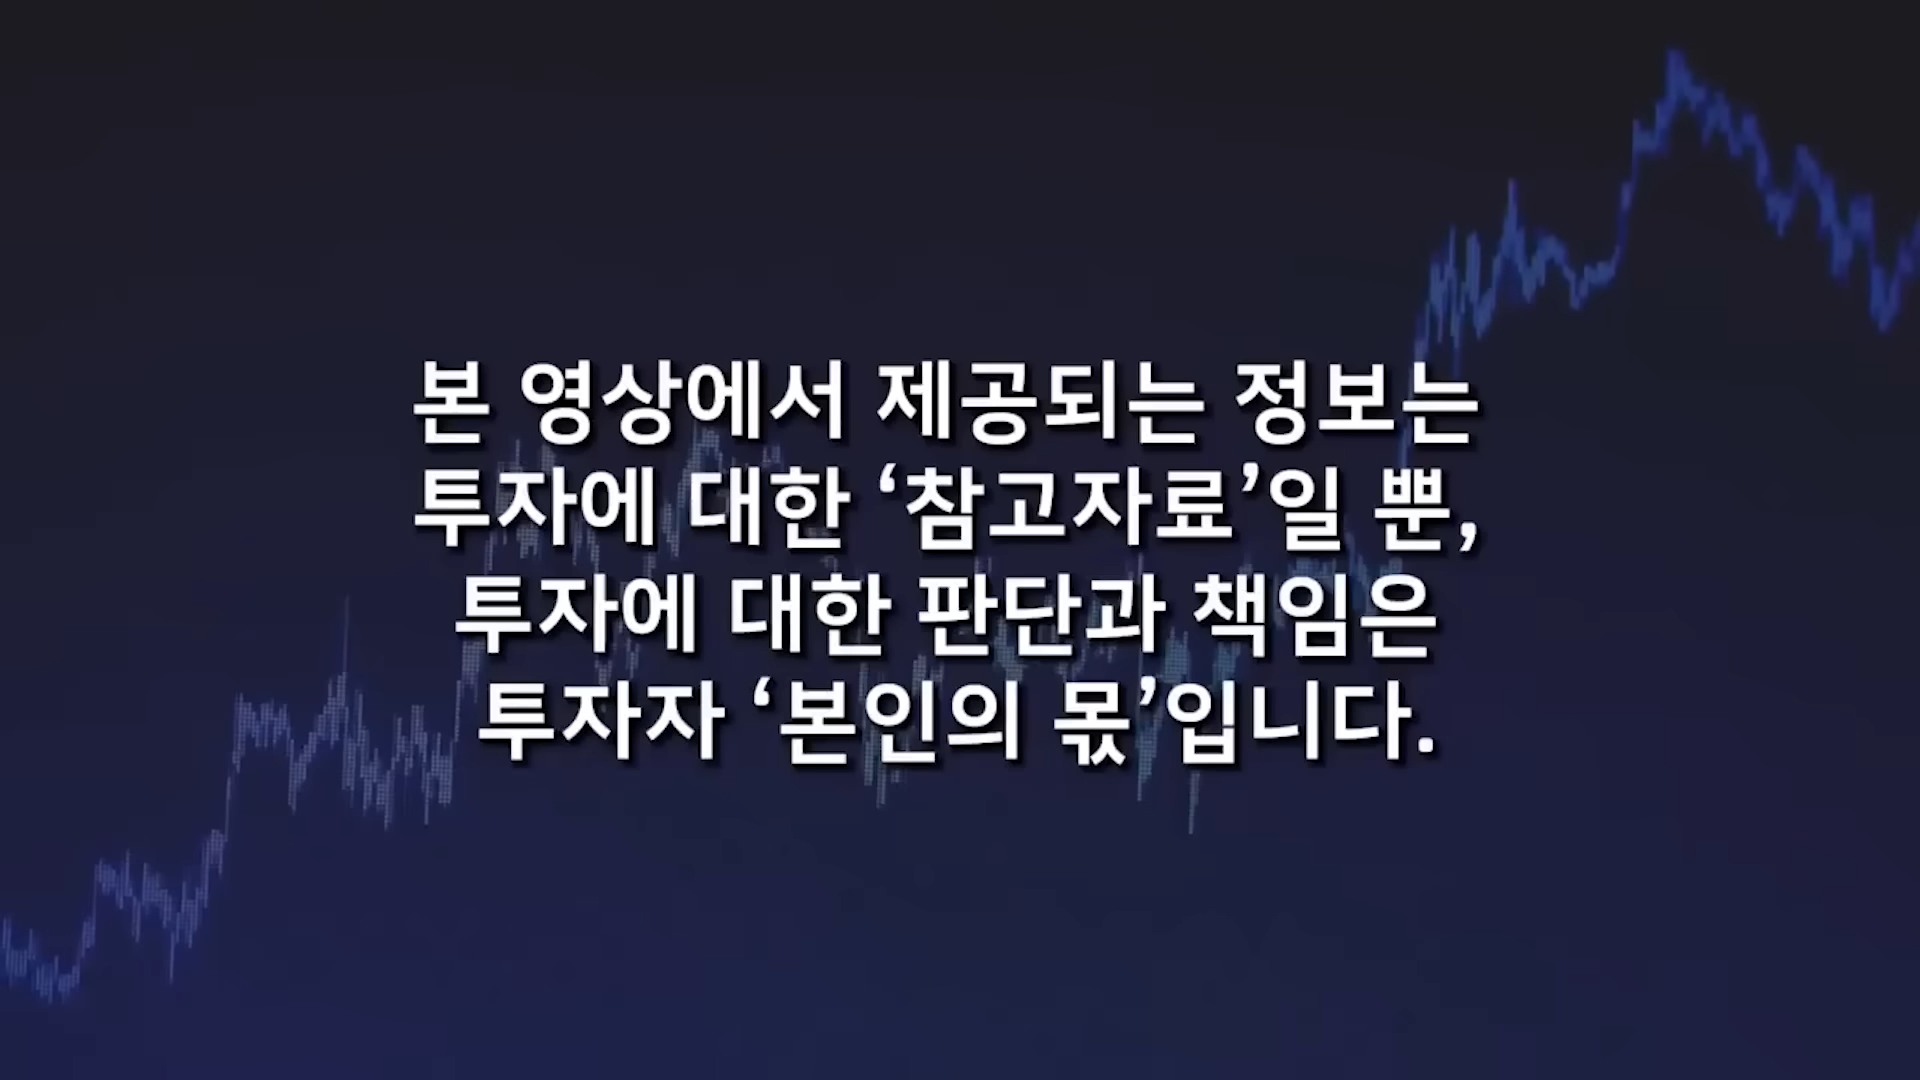 본 영상에서 제공되는 정보는
투자에 대한 ‘참고자료’일 뿐,
투자에 대한 판단과 책임은
투자자 ‘본인의 몫’입니다.